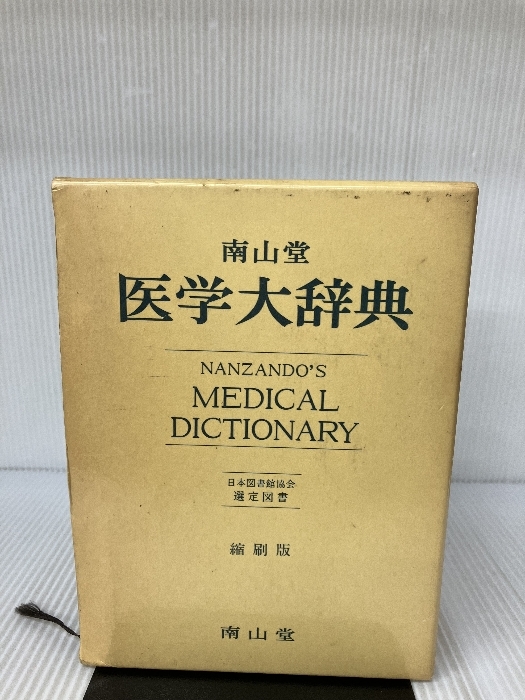 南山堂
医学大辞典
NANZANDO'S
MEDICAL
DICTIONARY
日本図書館協会
選定図書
縮刷版
南山堂